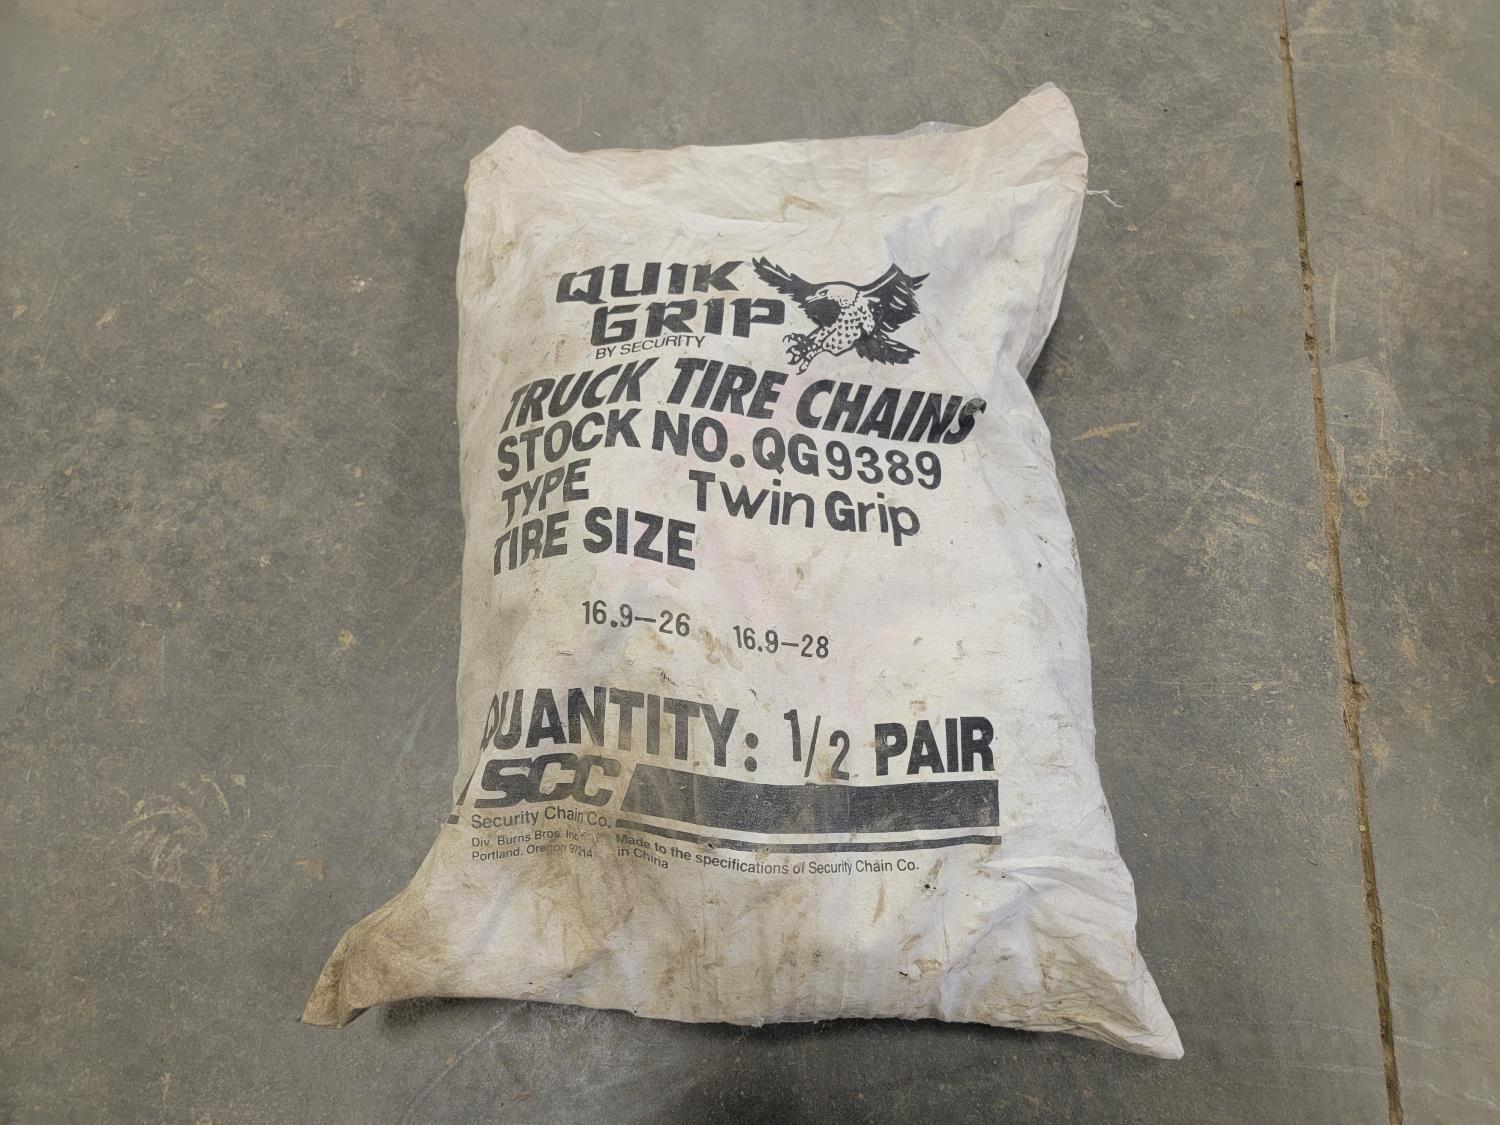 QUIK
GRIP
BY SECURITY
TRUCK TIRE CHAINS
STOCK NO. QG9389
TYPE Twin Grip
TIRE SIZE
16.9–26 16.9–28
QUANTITY: 1/2 PAIR
SCC
Security Chain Co.
Div. Burns Bros. Inc.
Portland, Oregon 97214
Made to the specifications of Security Chain Co.
in China